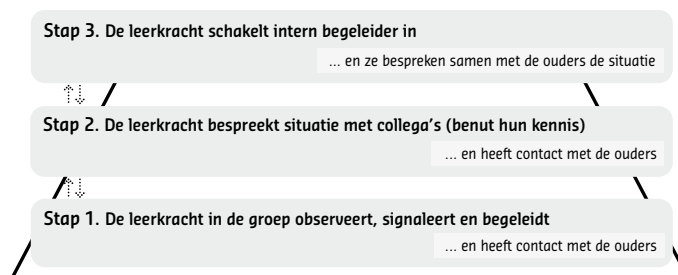 Stap 3. De leerkracht schakelt intern begeleider in
... en ze bespreken samen met de ouders de situatie
Stap 2. De leerkracht bespreekt situatie met collega's (benut hun kennis)
... en heeft contact met de ouders
Stap 1. De leerkracht in de groep observeert, signaleert en begeleidt
... en heeft contact met de ouders